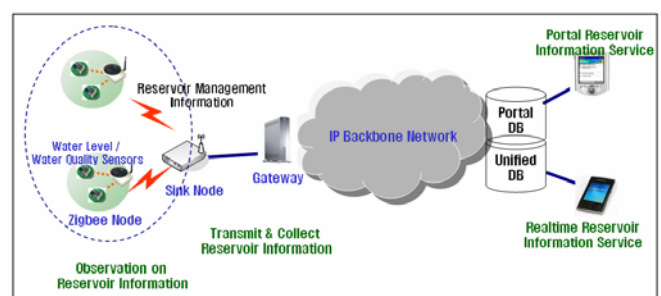 Portal Reservoir
Information Service
Reservoir Management
Information
Water Level /
Water Quality Sensors
Zigbee Node
Sink Node
Gateway
IP Backbone Network
Portal
DB
Unified
DB
Transmit & Collect
Reservoir Information
Realtime Reservoir
Information Service
Observation on
Reservoir Information